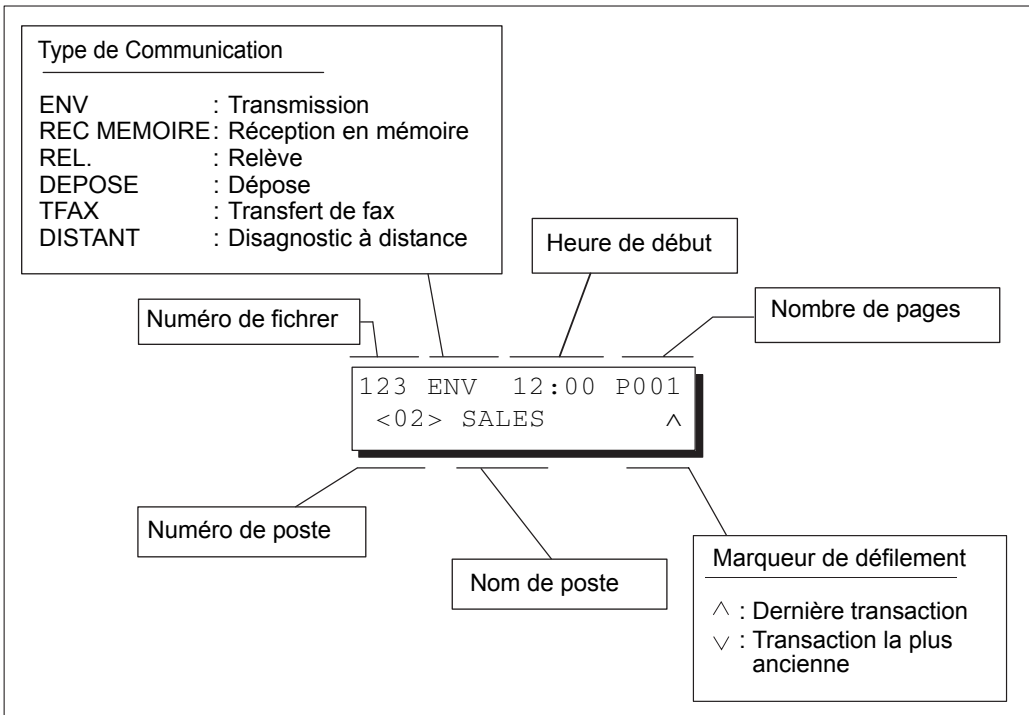 Type de Communication
ENV : Transmission
REC MEMOIRE : Réception en mémoire
REL. : Relève
DEPOSE : Dépose
TFAX : Transfert de fax
DISTANT : Disagnostic à distance
Heure de début
Numéro de fichrer
Nombre de pages
123 ENV 12:00 P001
<02> SALES ^
Numéro de poste
Nom de poste
Marqueur de défilement
^ : Dernière transaction
v : Transaction la plus
ancienne